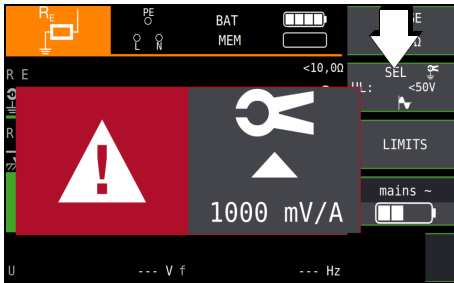 RE
PE
L N
BAT
MEM
Ω
R E
<10,0Ω
SEL
UL: <50V
R
LIMITS
!
1000 mV/A
mains ~
U --- V f --- Hz